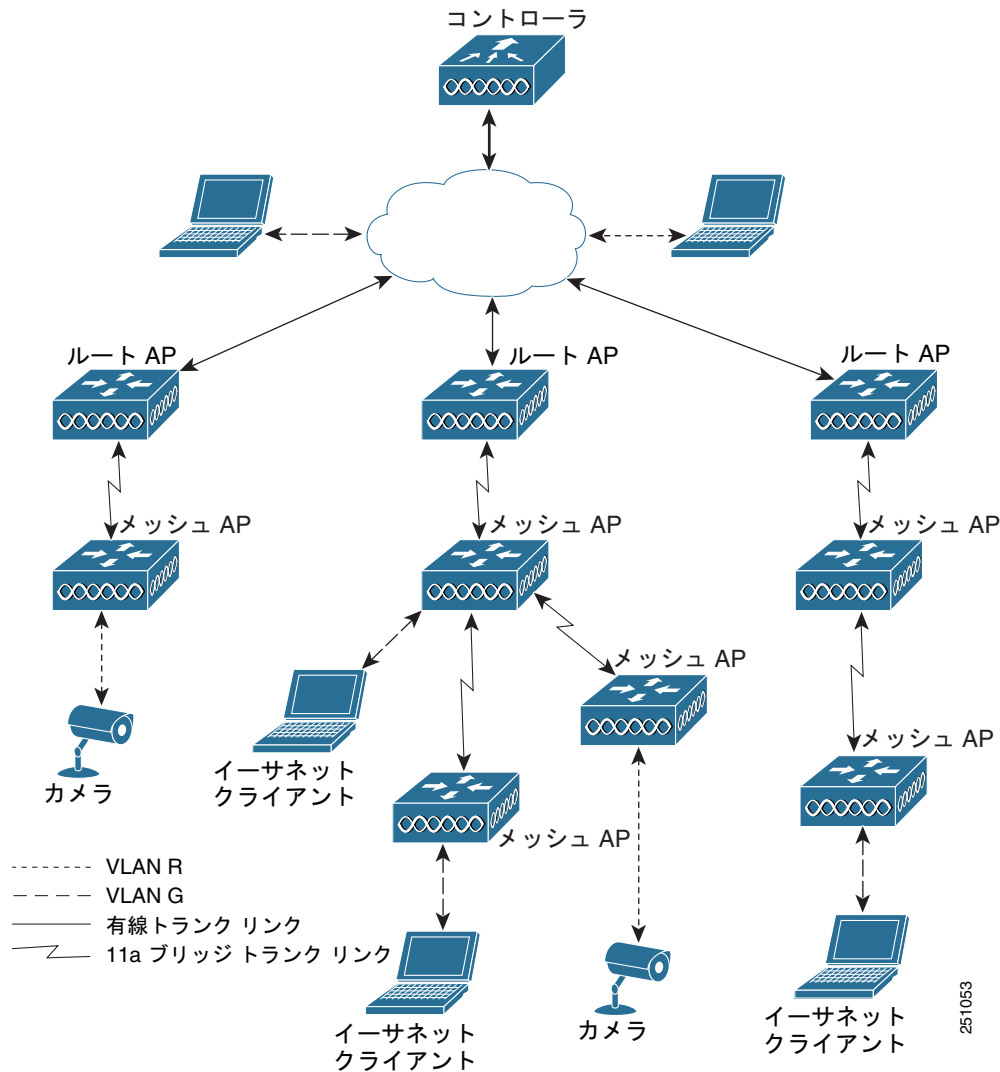 コントローラ
ルート AP
ルート AP
ルート AP
メッシュ AP
メッシュ AP
メッシュ AP
メッシュ AP
メッシュ AP
カメラ
イーサネット
クライアント
メッシュ AP
VLAN R
VLAN G
有線トランク リンク
11a ブリッジ トランク リンク
イーサネット
クライアント
カメラ
イーサネット
クライアント
251053